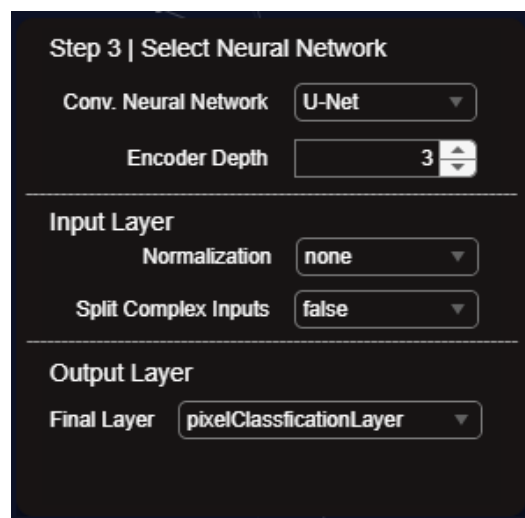 Step 3 | Select Neural Network
Conv. Neural Network U-Net
Encoder Depth 3
Input Layer
Normalization none
Split Complex Inputs false
Output Layer
Final Layer pixelClassficationLayer